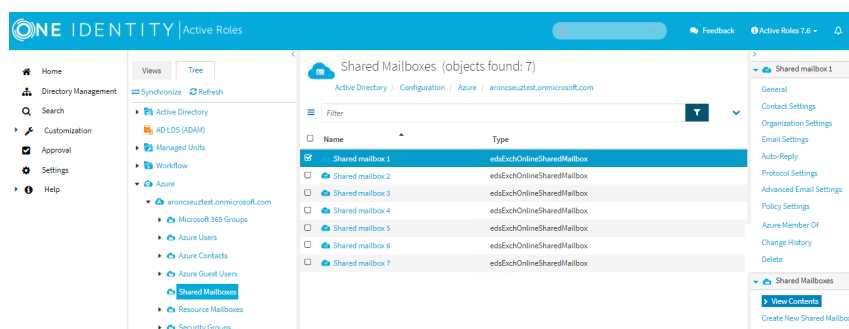 ONE IDENTITY Active Roles
Feedback
Active Roles 7.6
Home
Directory Management
Search
Customization
Approval
Settings
Help
Views
Tree
Synchronize
Refresh
Active Directory
AD LDS (ADAM)
Managed Units
Workflow
Azure
aroncseuztest.onmicrosoft.com
Microsoft 365 Groups
Azure Users
Azure Contacts
Azure Guest Users
Shared Mailboxes
Resource Mailboxes
Security Groups
Shared Mailboxes (objects found: 7)
Active Directory / Configuration / Azure / aroncseuztest.onmicrosoft.com
Filter
Name Type
Shared mailbox 1 edsExchOnlineSharedMailbox
Shared mailbox 2 edsExchOnlineSharedMailbox
Shared mailbox 3 edsExchOnlineSharedMailbox
Shared mailbox 4 edsExchOnlineSharedMailbox
Shared mailbox 5 edsExchOnlineSharedMailbox
Shared mailbox 6 edsExchOnlineSharedMailbox
Shared mailbox 7 edsExchOnlineSharedMailbox
Shared mailbox 1
General
Contact Settings
Organization Settings
Email Settings
Auto-Reply
Protocol Settings
Advanced Email Settings
Policy Settings
Azure Member Of
Change History
Delete
Shared Mailboxes
View Contents
Create New Shared Mailbo